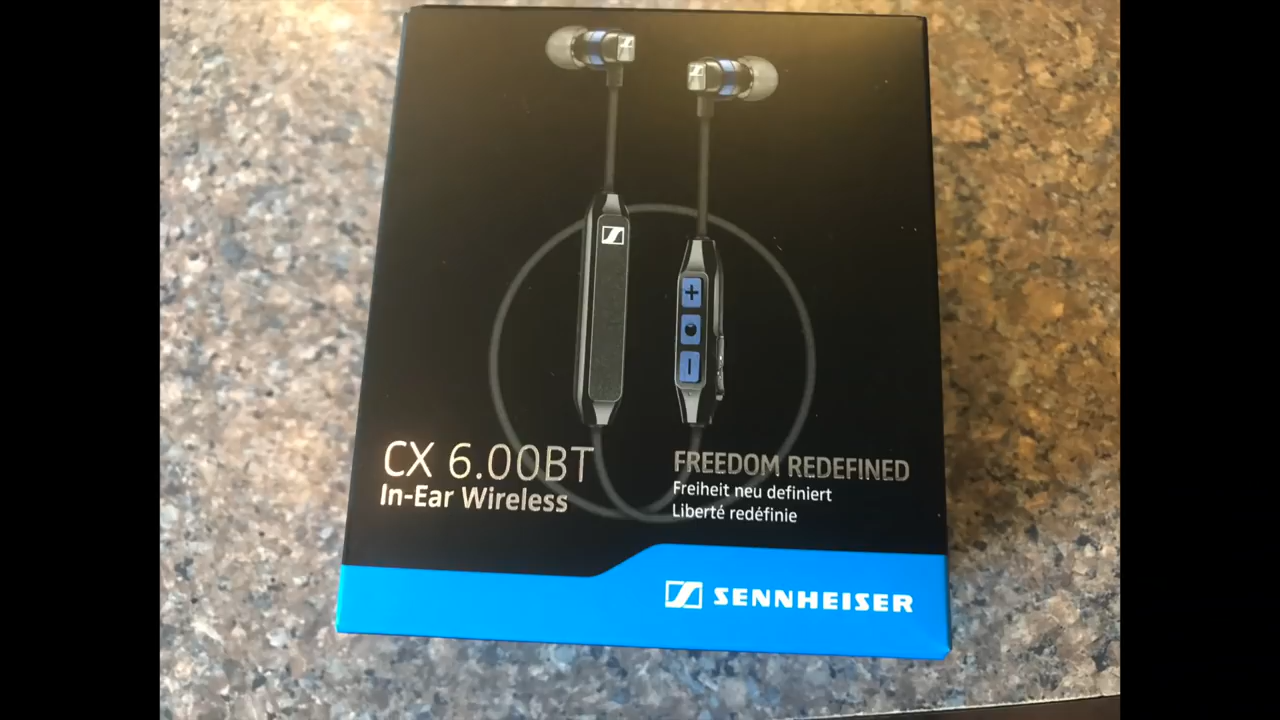 CX 6.00BT
In-Ear Wireless
FREEDOM REDEFINED
Freiheit neu definiert
Liberté redéfinie
SENNHEISER